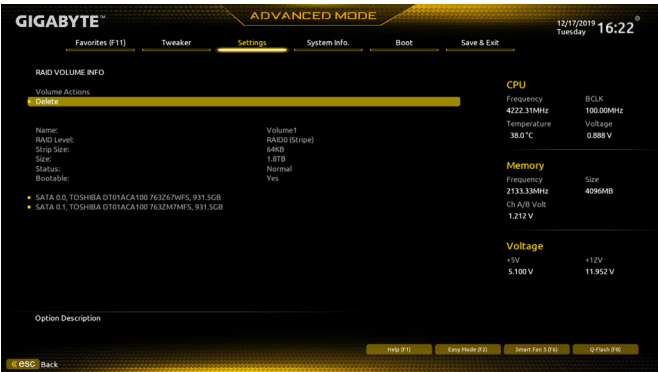 GIGABYTE™
ADVANCED MODE
12/17/2019 Tuesday 16:22
Favorites (F11) Tweaker Settings System Info. Boot Save & Exit
RAID VOLUME INFO
Volume Actions
Delete
Name: Volume1
RAID Level: RAID0 (Stripe)
Strip Size: 64KB
Size: 1.8TB
Status: Normal
Bootable: Yes
SATA 0.0, TOSHIBA DT01ACA100 763Z67WFS, 931.5GB
SATA 0.1, TOSHIBA DT01ACA100 763ZM7MFS, 931.5GB
CPU
Frequency BCLK
4222.31MHz 100.00MHz
Temperature Voltage
38.0 °C 0.888 V
Memory
Frequency Size
2133.33MHz 4096MB
Ch A/B Volt
1.212 V
Voltage
+5V +12V
5.100 V 11.952 V
Option Description
Help (F1) Easy Mode (F2) Smart Fan 5 (F6) Q-Flash (F8)
esc Back